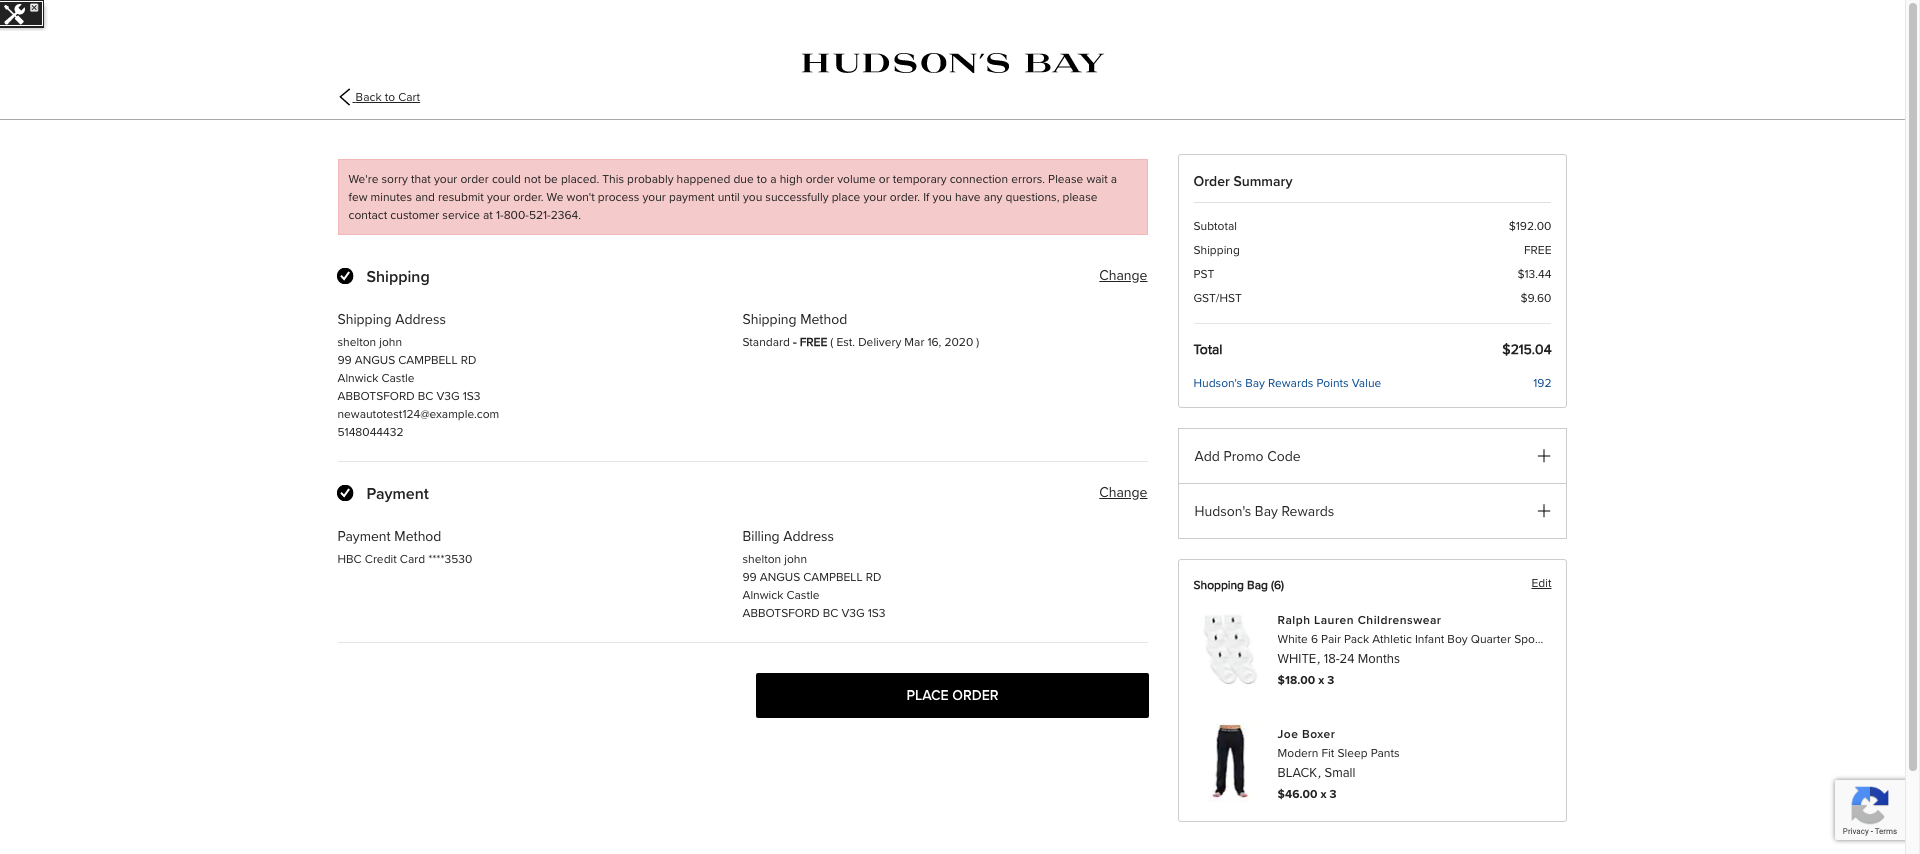 HUDSON'S BAY
Back to Cart
We're sorry that your order could not be placed. This probably happened due to a high order volume or temporary connection errors. Please wait a
few minutes and resubmit your order. We won't process your payment until you successfully place your order. If you have any questions, please
contact customer service at 1-800-521-2364.
Shipping
Change
Shipping Address
shelton john
99 ANGUS CAMPBELL RD
Alnwick Castle
ABBOTSFORD BC V3G 1S3
newautotest124@example.com
5148044432
Shipping Method
Standard - FREE ( Est. Delivery Mar 16, 2020 )
Payment
Change
Payment Method
HBC Credit Card ****3530
Billing Address
shelton john
99 ANGUS CAMPBELL RD
Alnwick Castle
ABBOTSFORD BC V3G 1S3
PLACE ORDER
Order Summary
Subtotal $192.00
Shipping FREE
PST $13.44
GST/HST $9.60
Total $215.04
Hudson's Bay Rewards Points Value 192
Add Promo Code
Hudson's Bay Rewards
Shopping Bag (6)
Edit
Ralph Lauren Childrenswear
White 6 Pair Pack Athletic Infant Boy Quarter Spo...
WHITE, 18-24 Months
$18.00 x 3
Joe Boxer
Modern Fit Sleep Pants
BLACK, Small
$46.00 x 3
Privacy - Terms